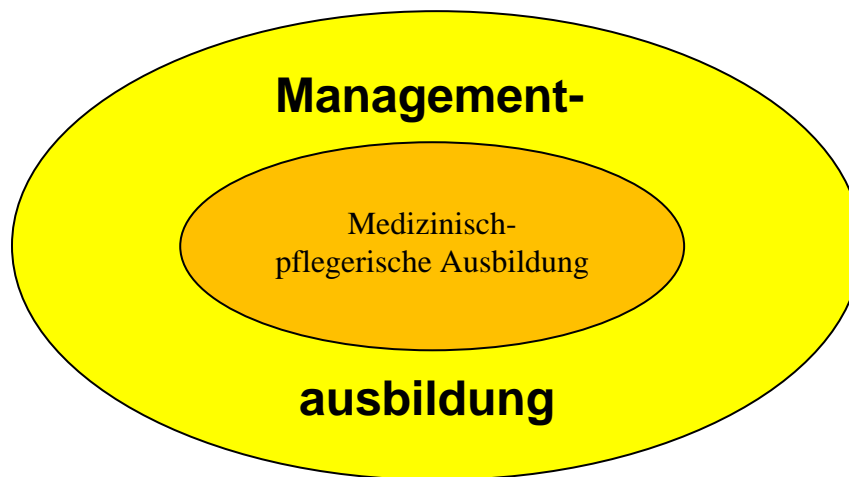 Management-
Medizinisch-
pflegerische Ausbildung
ausbildung